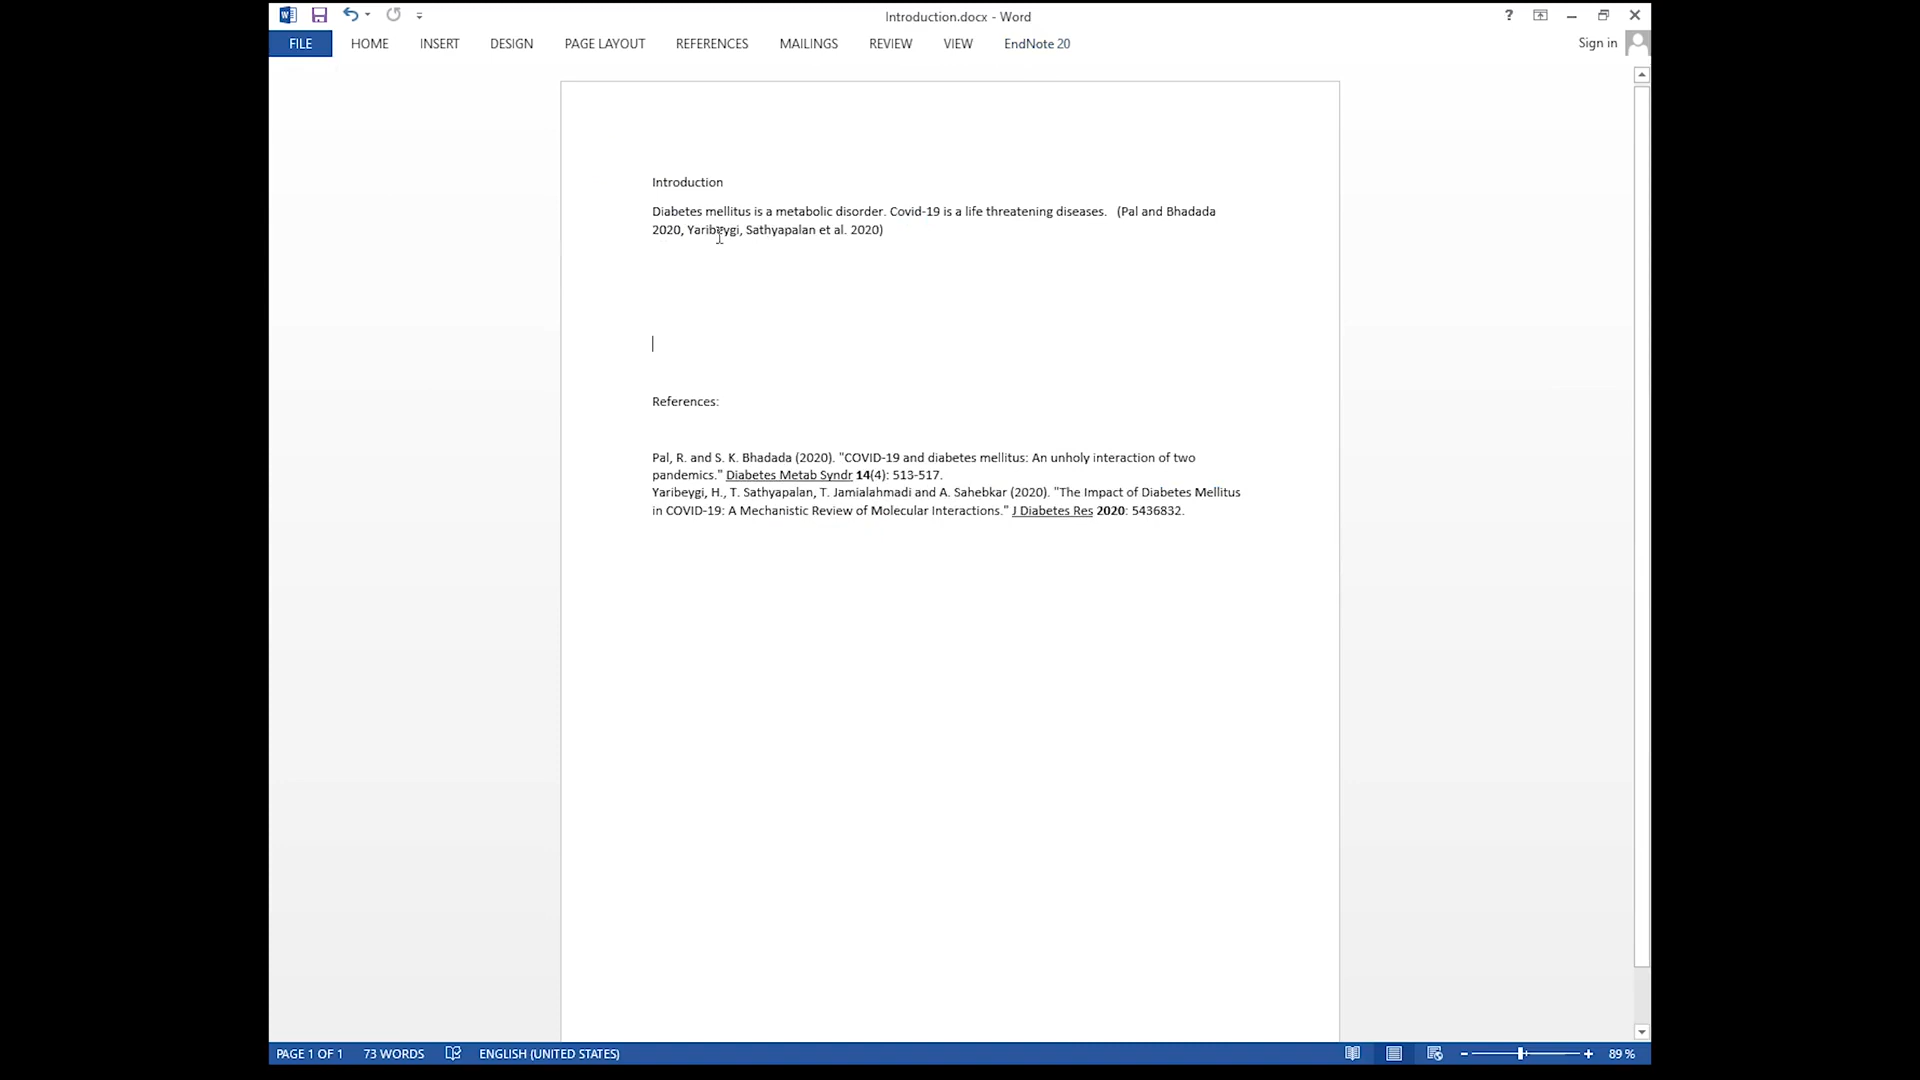 Introduction.docx - Word
?
FILE HOME INSERT DESIGN PAGE LAYOUT REFERENCES MAILINGS REVIEW VIEW EndNote 20 Sign in
Introduction
Diabetes mellitus is a metabolic disorder. Covid-19 is a life threatening diseases. (Pal and Bhadada
2020, Yaribeygi, Sathyapalan et al. 2020)
References:
Pal, R. and S. K. Bhadada (2020). "COVID-19 and diabetes mellitus: An unholy interaction of two
pandemics." Diabetes Metab Syndr 14(4): 513-517.
Yaribeygi, H., T. Sathyapalan, T. Jamialahmadi and A. Sahebkar (2020). "The Impact of Diabetes Mellitus
in COVID-19: A Mechanistic Review of Molecular Interactions." J Diabetes Res 2020: 5436832.
PAGE 1 OF 1 73 WORDS ENGLISH (UNITED STATES) 89 %